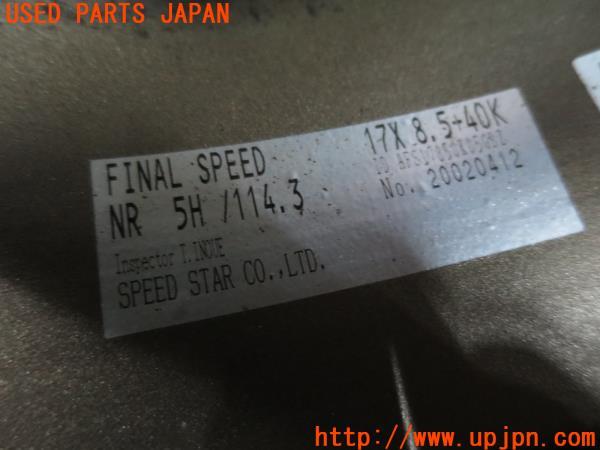 USED PARTS JAPAN
FINAL SPEED
17X 8.5+40K
NR 5H /114.3
No. 20020412
Inspector T.INOUE
SPEED STAR CO.,LTD.
UPJ
http://www.upjpn.com/